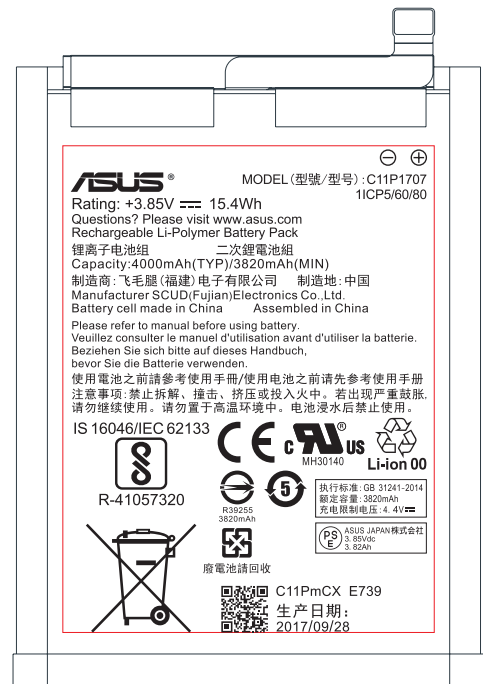 ⊖ ⊕
ASUS®
MODEL(型號/型号):C11P1707
1ICP5/60/80
Rating: +3.85V ⎓ 15.4Wh
Questions? Please visit www.asus.com
Rechargeable Li-Polymer Battery Pack
锂离子电池组 二次鋰電池組
Capacity:4000mAh(TYP)/3820mAh(MIN)
制造商:飞毛腿(福建)电子有限公司 制造地:中国
Manufacturer SCUD(Fujian)Electronics Co.,Ltd.
Battery cell made in China Assembled in China
Please refer to manual before using battery.
Veuillez consulter le manuel d'utilisation avant d'utiliser la batterie.
Beziehen Sie sich bitte auf dieses Handbuch,
bevor Sie die Batterie verwenden.
使用電池之前請參考使用手冊/使用电池之前请先参考使用手册
注意事项:禁止拆解、撞击、挤压或投入火中。若出现严重鼓胀,
请勿继续使用。请勿置于高温环境中。电池浸水后禁止使用。
IS 16046/IEC 62133
R-41057320
CE
c RU® US
MH30140
Li-ion 00
R39255
3820mAh
5
执行标准:GB 31241-2014
额定容量:3820mAh
充电限制电压:4.4V⎓
PSE
ASUS JAPAN株式会社
3.85Vdc
3.82Ah
廢電池請回收
C11PmCX E739
生产日期:
2017/09/28